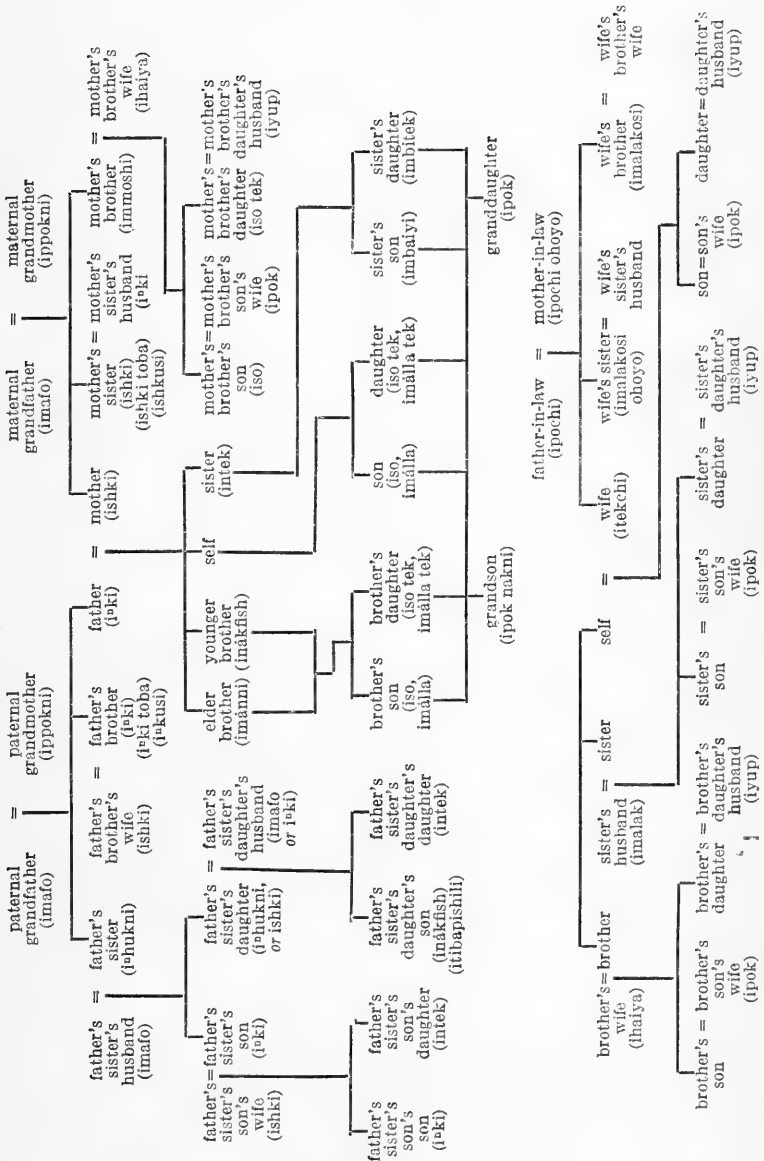 paternal
grandfather
(imafo)
=
paternal
grandmother
(ippokni)
maternal
grandfather
(imafo)
=
maternal
grandmother
(ippokni)
father's
sister's
husband
(imafo)
=
father's
sister
(iⁿhukni)
father's
brother's
wife
(ishki)
=
father's
brother
(iⁿki)
(iⁿki toba)
(iⁿkusi)
father
(iⁿki)
=
mother
(ishki)
mother's
sister
(ishki)
(ishki toba)
(ishkusi)
=
mother's
sister's
husband
(iⁿki
mother's
brother
(immoshi)
=
mother's
brother's
wife
(ihaiya)
father's
sister's
son's
wife
(ishki)
=
father's
sister's
son
(iⁿki)
father's
sister's
daughter
(iⁿhukni,
or ishki)
=
father's
sister's
daughter's
husband
(imafo
or iⁿki)
elder
brother
(imánni)
younger
brother
(inákfish)
self
sister
(intek)
mother's
brother's
son
(iso)
=
mother's
brother's
son's
wife
(ipok)
mother's
brother's
daughter
(iso tek)
=
mother's
brother's
daughter's
husband
(iyup)
father's
sister's
son's
son
(iⁿki)
father's
sister's
son's
daughter
(intek)
father's
sister's
daughter's
son
(inákfish)
(itibapishili)
father's
sister's
daughter's
daughter
(intek)
brother's
son
(iso,
imálla)
brother's
daughter
(iso tek,
imálla tek)
son
(iso,
imálla)
daughter
(iso tek,
imálla tek)
sister's
son
(imbaiyi)
sister's
daughter
(imbitek)
grandson
(ipok nakni)
granddaughter
(ipok)
father-in-law
(ipochi)
=
mother-in-law
(ipochi ohoyo)
brother's
wife
(ihaiya)
=
brother
sister's
husband
(imalak)
=
sister
self
=
wife
(itekchi)
wife's sister
(imalakosi
ohoyo)
=
wife's
sister's
husband
wife's
brother
(imalakosi)
=
wife's
brother's
wife
brother's
son
=
brother's
son's
wife
(ipok)
brother's
daughter
=
brother's
daughter's
husband
(iyup)
sister's
son
=
sister's
son's
wife
(ipok)
sister's
daughter
=
sister's
daughter's
husband
(iyup)
son
=
son's
wife
(ipok)
daughter
=
daughter's
husband
(iyup)